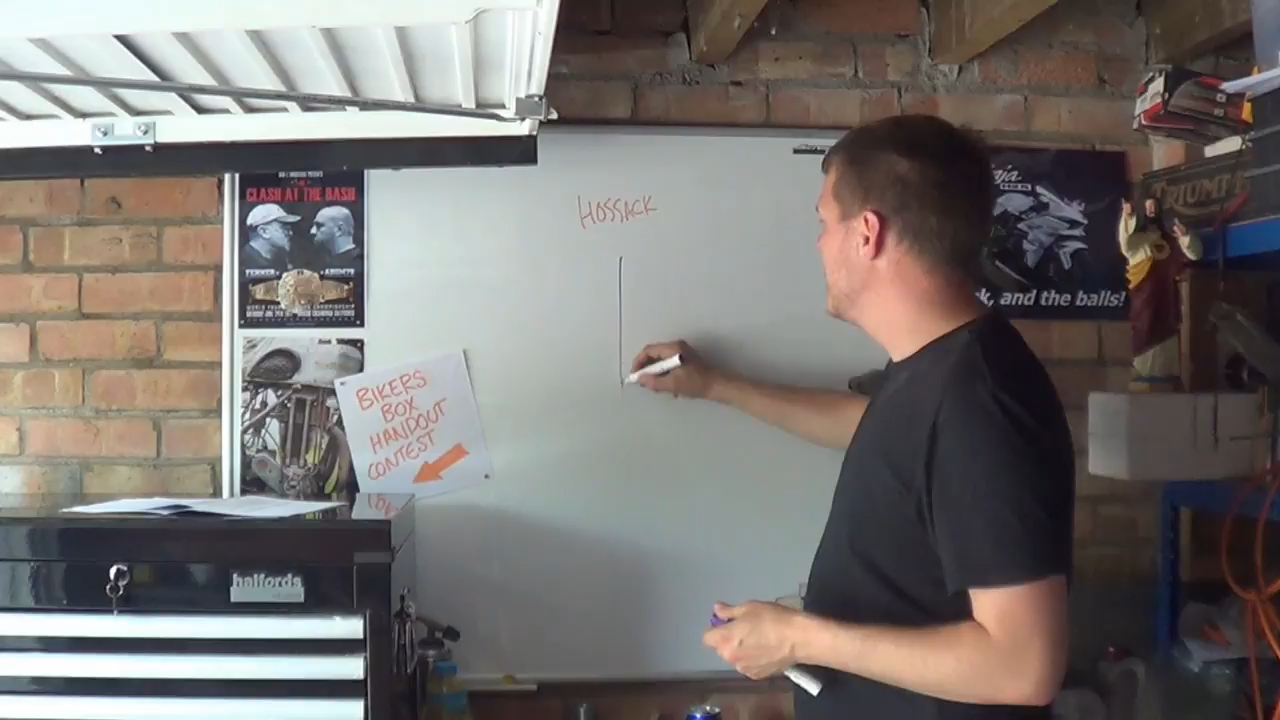 CLASH AT THE BASH
HOSSACK
TRIUMPH
k, and the balls!
BIKERS
BOX
HANDOUT
CONTEST
halfords